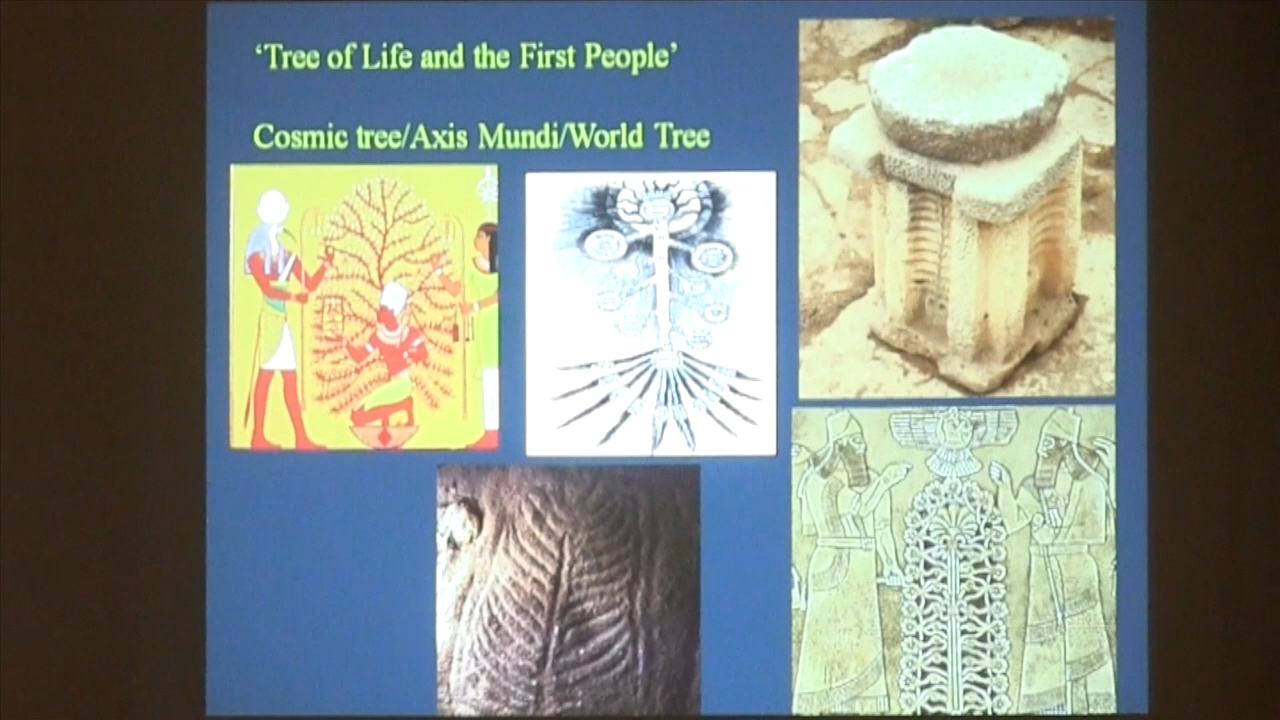 ‘Tree of Life and the First People’
Cosmic tree/Axis Mundi/World Tree